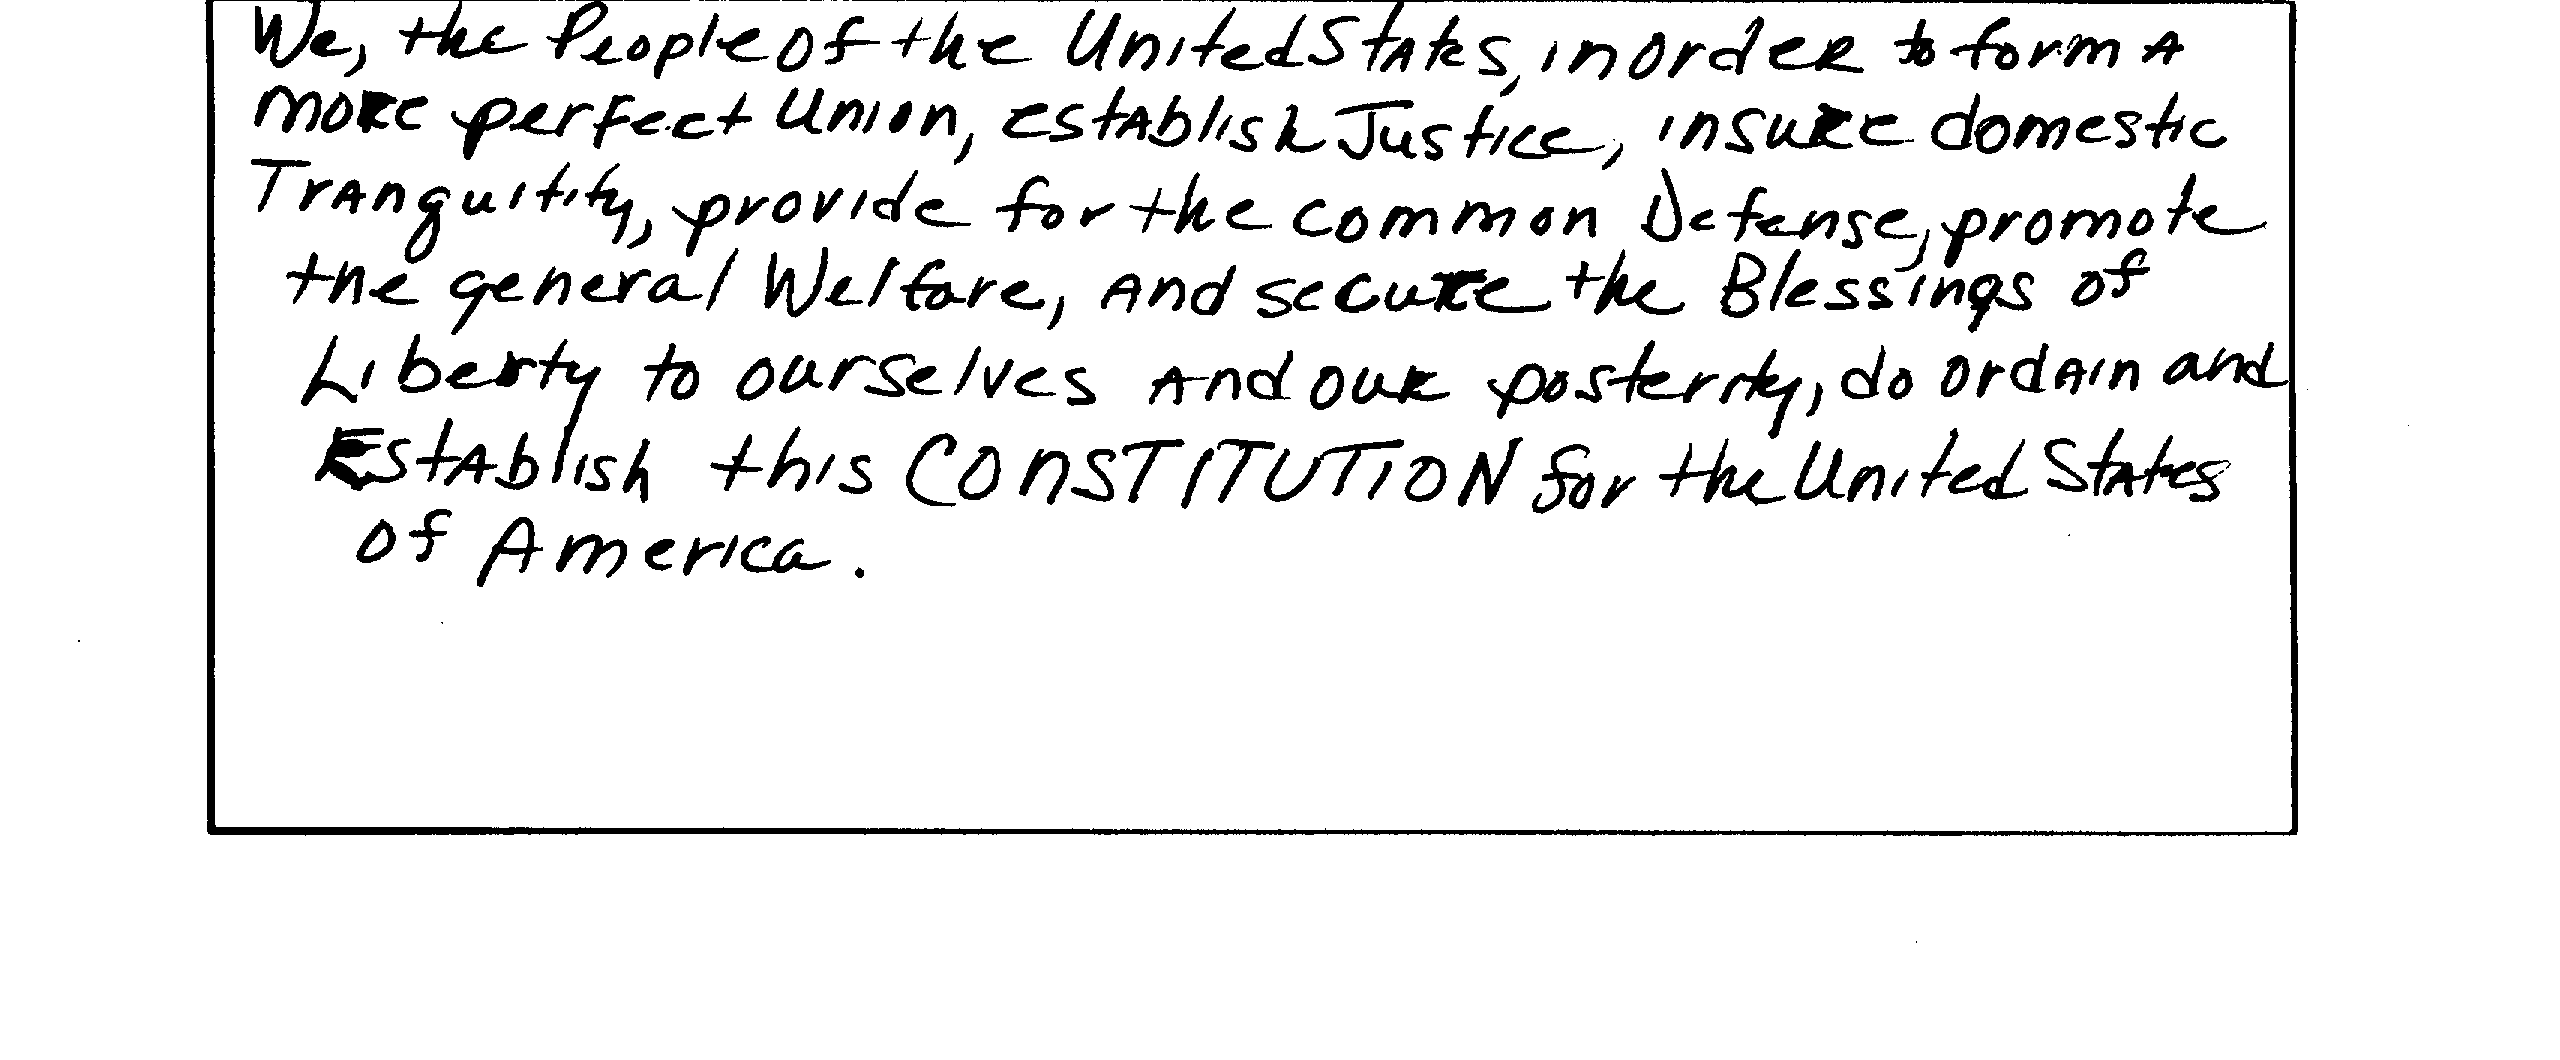 We, the People of the United States, in order to form A
more perfect Union, establish Justice, insure domestic
Tranquitity, provide for the common Defense, promote
the general Welfare, and secure the Blessings of
Liberty to ourselves and our posterity, do ordain and
Establish this CONSTITUTION for the United States
of America.